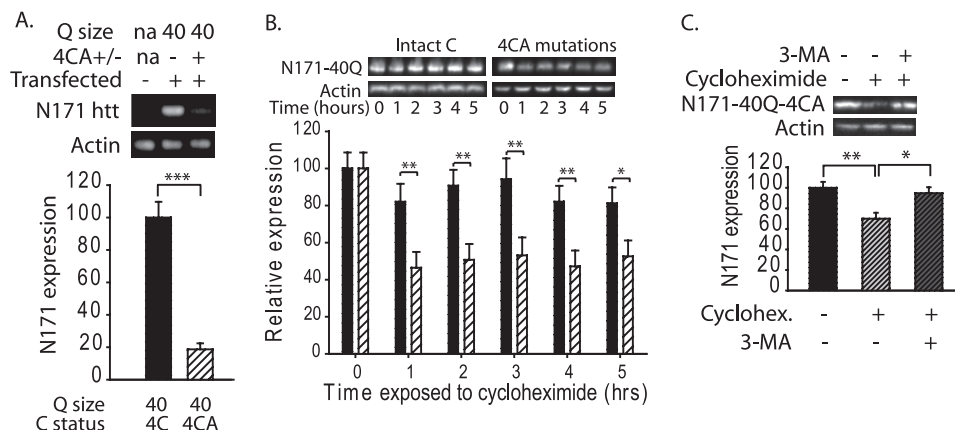 A.
Q size na 40 40
4CA+/- na - +
Transfected - + +
N171 htt
Actin
***
N171 expression
120
100
80
60
40
20
0
Q size 40 40
C status 4C 4CA
B.
Intact C 4CA mutations
N171-40Q
Actin
Time (hours) 0 1 2 3 4 5 0 1 2 3 4 5
Relative expression
120
100
80
60
40
20
0
** ** ** ** *
0 1 2 3 4 5
Time exposed to cycloheximide (hrs)
C.
3-MA +
Cycloheximide - + +
N171-40Q-4CA
Actin
** *
N171 expression
120
100
80
60
40
20
0
Cyclohex. - + +
3-MA +